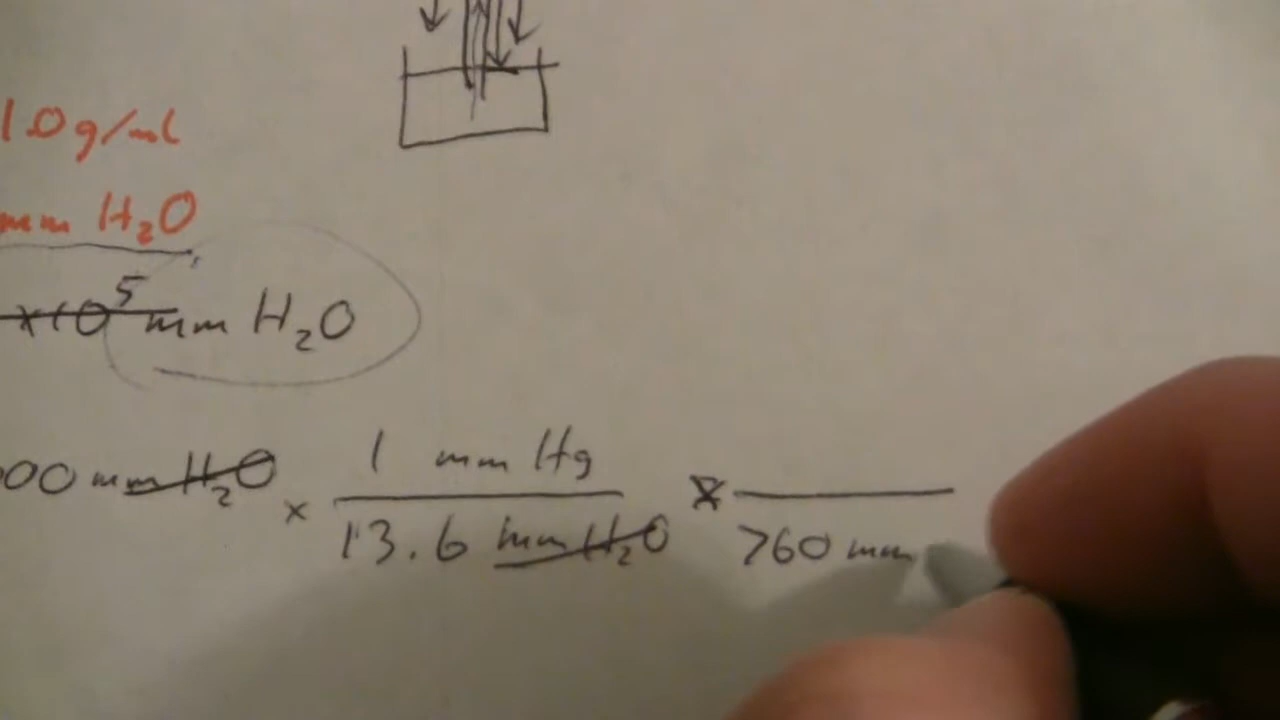 1.0 g/ml
mm H₂O
x10⁵ mm H₂O
00 mm H₂O x 1 mm Hg x
13.6 mm H₂O 760 mm